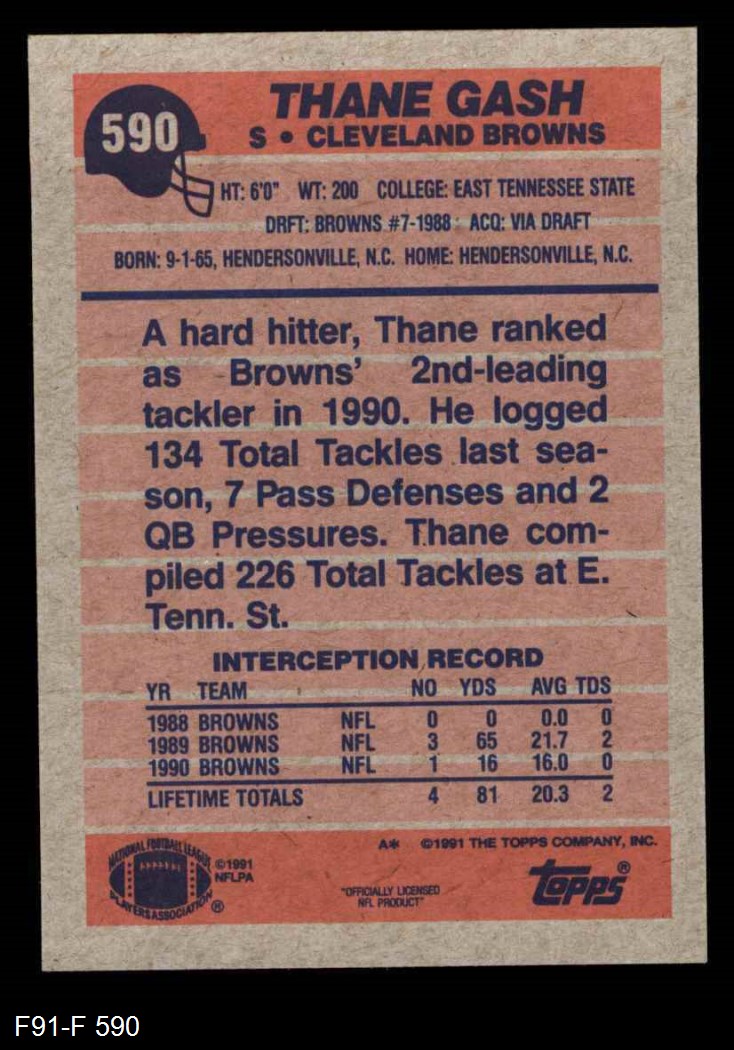 590
THANE GASH
S • CLEVELAND BROWNS
HT: 6'0" WT: 200 COLLEGE: EAST TENNESSEE STATE
DRFT: BROWNS #7-1988 ACQ: VIA DRAFT
BORN: 9-1-65, HENDERSONVILLE, N.C. HOME: HENDERSONVILLE, N.C.
A hard hitter, Thane ranked
as Browns' 2nd-leading
tackler in 1990. He logged
134 Total Tackles last sea-
son, 7 Pass Defenses and 2
QB Pressures. Thane com-
piled 226 Total Tackles at E.
Tenn. St.
INTERCEPTION RECORD
YR TEAM NO YDS AVG TDS
1988 BROWNS NFL 0 0 0.0 0
1989 BROWNS NFL 3 65 21.7 2
1990 BROWNS NFL 1 16 16.0 0
LIFETIME TOTALS 4 81 20.3 2
A* ©1991 THE TOPPS COMPANY, INC.
NATIONAL FOOTBALL LEAGUE
PLAYERS ASSOCIATION ®
©1991
NFLPA
"OFFICIALLY LICENSED
NFL PRODUCT"
topps®
F91-F 590